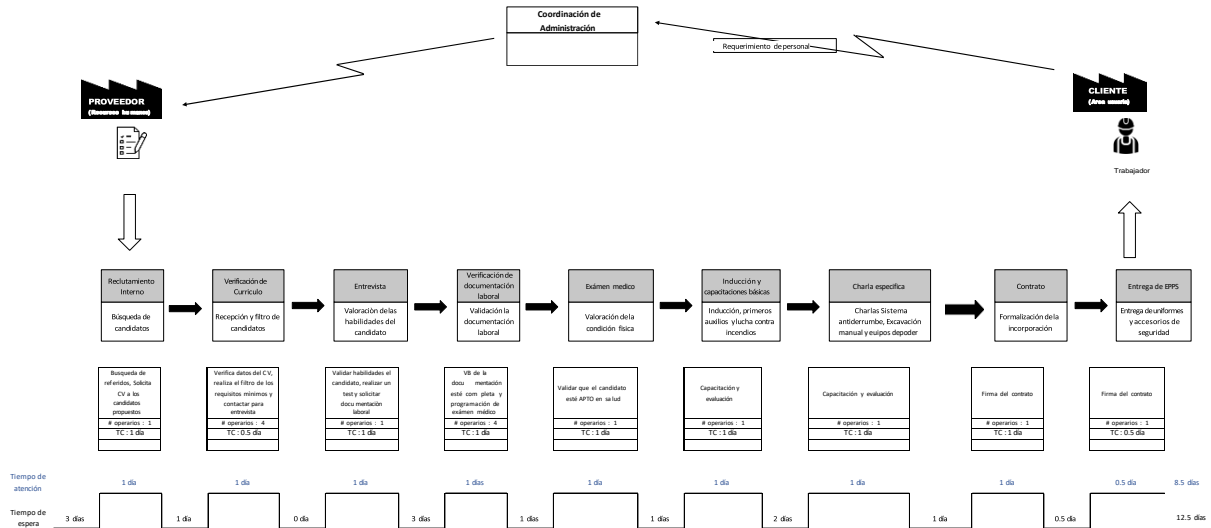 Coordinación de
Administración
Requerimiento de personal
PROVEEDOR
(Recurso humano)
CLIENTE
(Area usuaria)
Trabajador
Reclutamiento
Interno
Búsqueda de
candidatos
Verificación de
Curriculo
Recepción y filtro de
candidatos
Entrevista
Valoraciòn de las
habilidades del
candidato
Verificación de
documentación
laboral
Validación la
documentación
laboral
Exámen medico
Valoración de la
condición física
Inducción y
capacitaciones básicas
Inducción, primeros
auxilios y lucha contra
incendios
Charla especifica
Charlas Sistema
antiderrumbe, Excavación
manual y euipos de poder
Contrato
Formalización de la
incorporación
Entrega de EPPS
Entrega de uniformes
y accesorios de
seguridad
Busqueda de
referidos, Solicita
CV a los
candidatos
propuestos
# operarios : 1
TC : 1 día
Verifica datos del CV,
realiza el filtro de los
requisitos mínimos y
contactar para
entrevista
# operarios : 4
TC : 0.5 día
Validar habilidades el
candidato, realizar un
test y solicitar
documentación
laboral
# operarios : 1
TC : 1 día
VB de la
documentación
esté completa y
programación de
exámen médico
# operarios : 4
TC : 1 día
Validar que el candidato
esté APTO en salud
# operarios : 1
TC : 1 día
Capacitación y
evaluación
# operarios : 1
TC : 1 día
Capacitación y evaluación
# operarios : 1
TC : 1 día
Firma del contrato
# operarios : 1
TC : 1 día
Firma del contrato
# operarios : 1
TC : 0.5 día
Tiempo de
atención
1 día
1 día
1 día
1 días
1 día
1 día
1 día
1 día
0.5 día
8.5 días
Tiempo de
espera
3 días
1 día
0 día
3 días
1 días
1 días
2 días
1 día
0.5 día
12.5 días